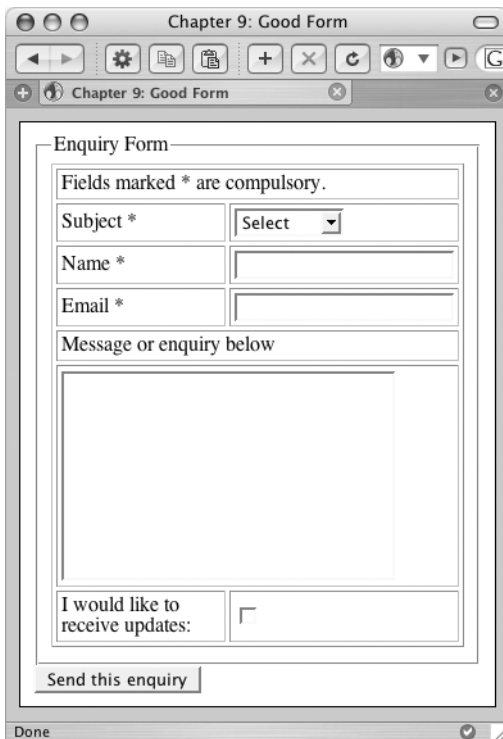 Chapter 9: Good Form
G
Chapter 9: Good Form
Enquiry Form
Fields marked * are compulsory.
Subject *
Select
Name *
Email *
Message or enquiry below
I would like to
receive updates:
Send this enquiry
Done